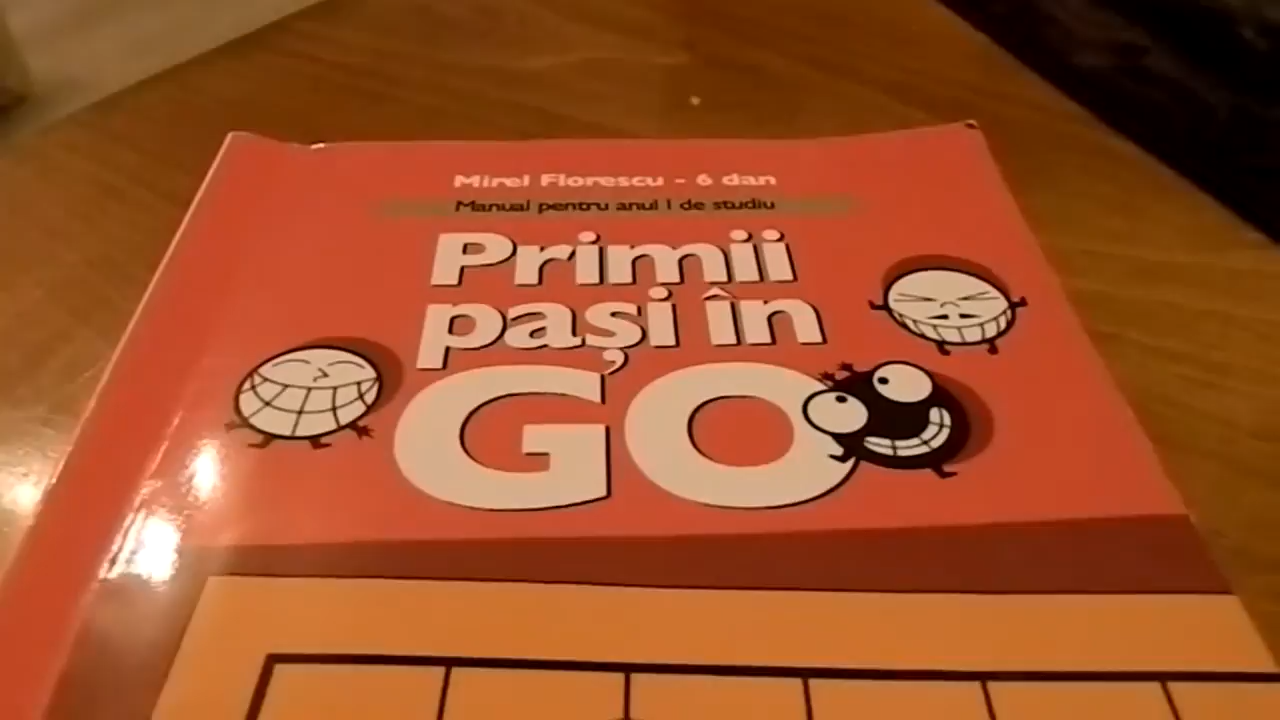 Mirel Florescu - 6 dan
Manual pentru anul I de studiu
Primii
pași în
GO